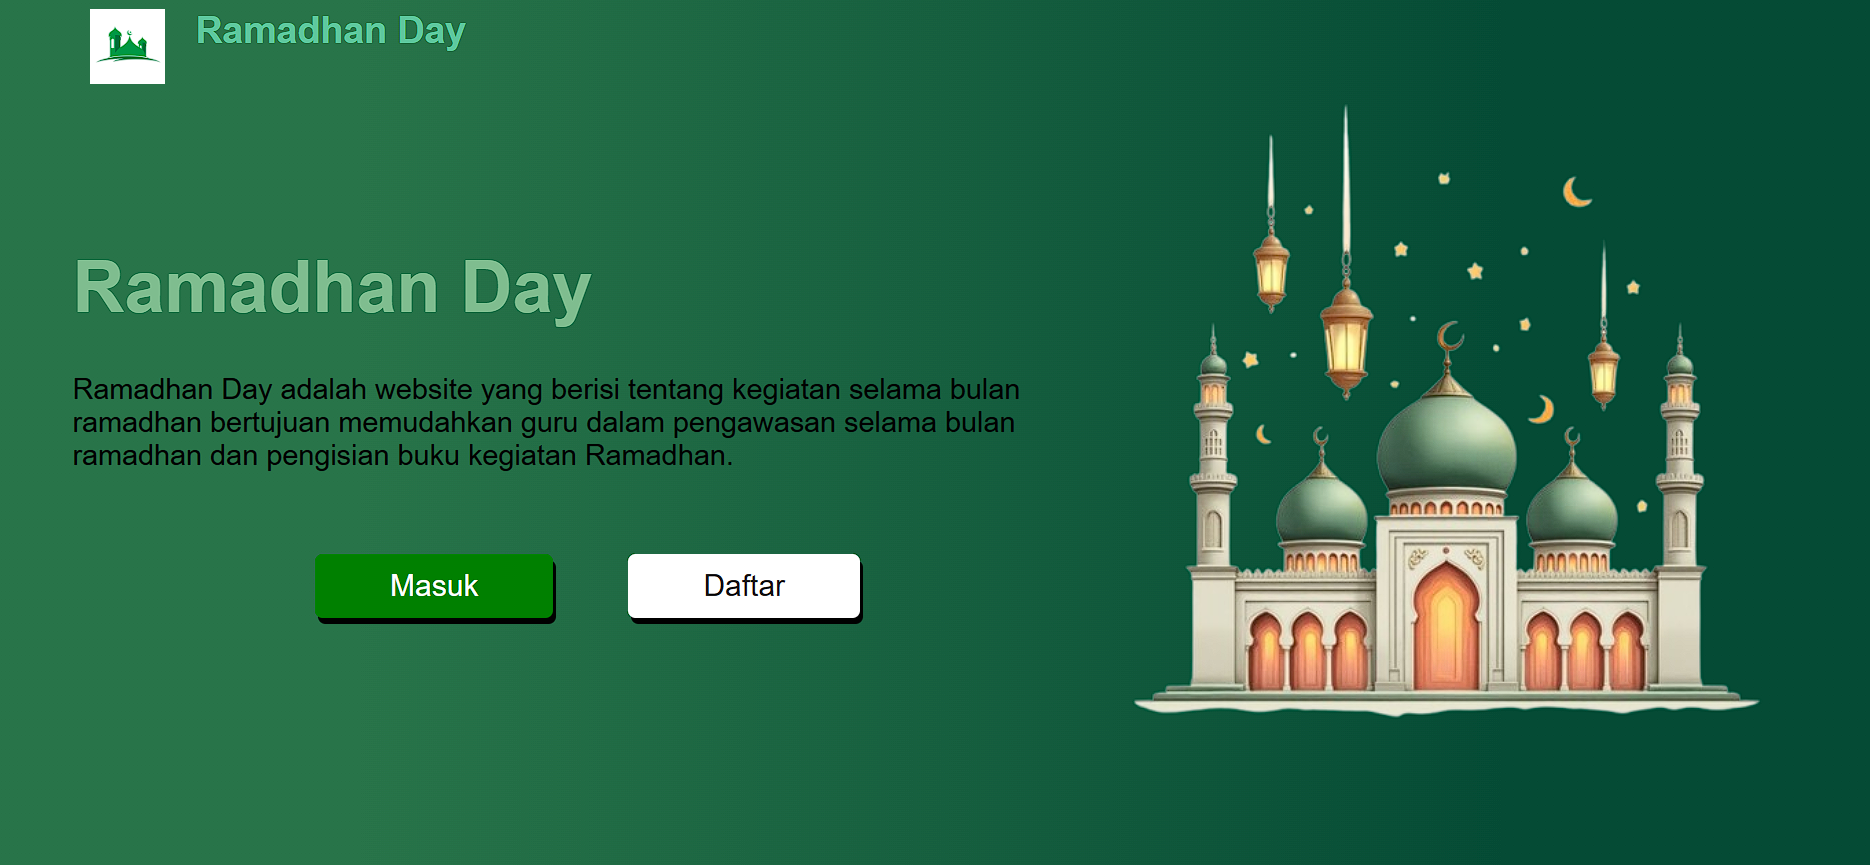 Ramadhan Day
Ramadhan Day
Ramadhan Day adalah website yang berisi tentang kegiatan selama bulan
ramadhan bertujuan memudahkan guru dalam pengawasan selama bulan
ramadhan dan pengisian buku kegiatan Ramadhan.
Masuk
Daftar